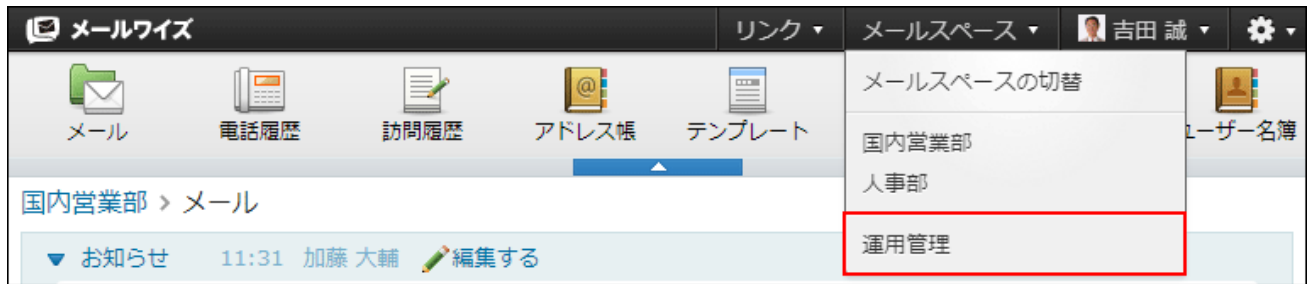 メールワイズ リンク メールスペース 吉田 誠
メールスペースの切替
メール 電話履歴 訪問履歴 アドレス帳 テンプレート ユーザー名簿
国内営業部
人事部
国内営業部 > メール
運用管理
お知らせ 11:31 加藤 大輔 編集する